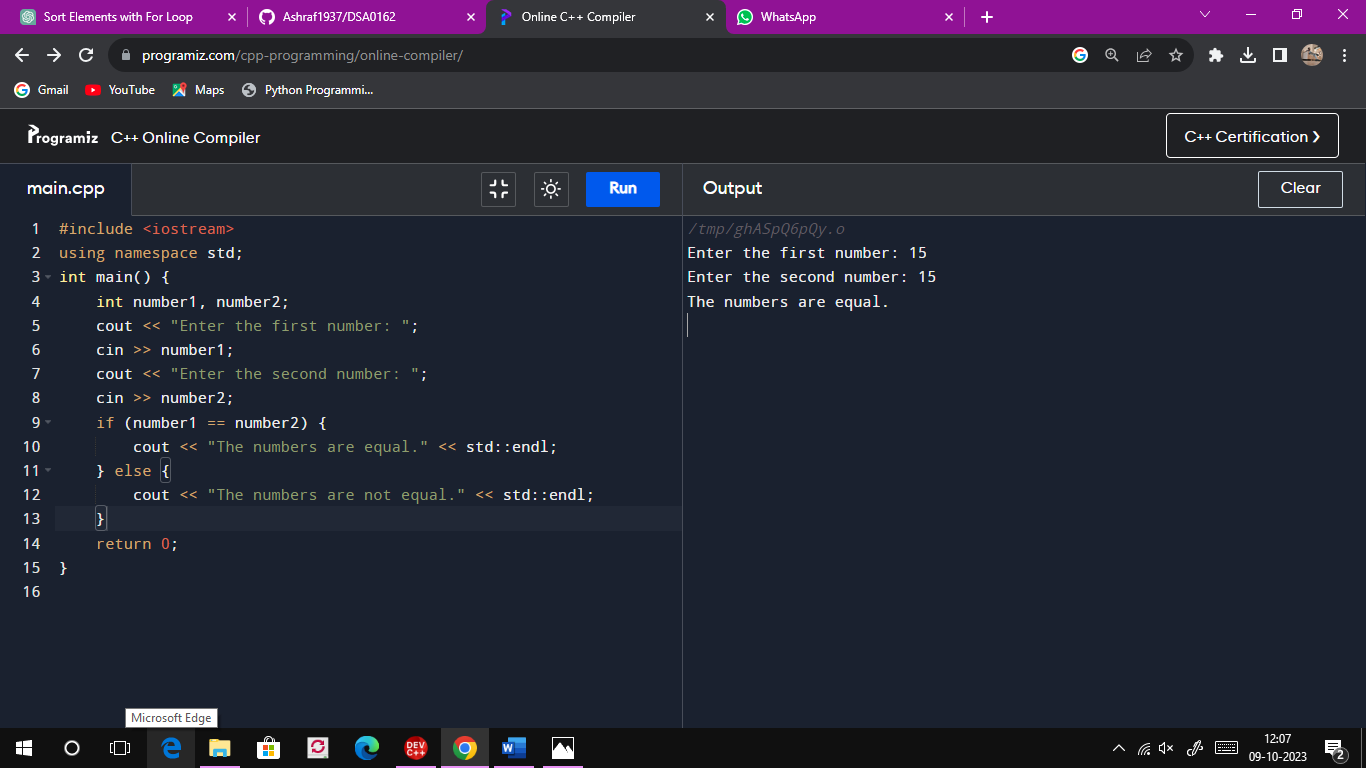 Sort Elements with For Loop
Ashraf1937/DSA0162
Online C++ Compiler
WhatsApp
programiz.com/cpp-programming/online-compiler/
Gmail
YouTube
Maps
Python Programmi...
Programiz
C++ Online Compiler
C++ Certification
main.cpp
Run
Output
Clear
1 #include <iostream>
2 using namespace std;
3 int main() {
4 int number1, number2;
5 cout << "Enter the first number: ";
6 cin >> number1;
7 cout << "Enter the second number: ";
8 cin >> number2;
9 if (number1 == number2) {
10 cout << "The numbers are equal." << std::endl;
11 } else {
12 cout << "The numbers are not equal." << std::endl;
13 }
14 return 0;
15 }
16
/tmp/ghASpQ6pQy.o
Enter the first number: 15
Enter the second number: 15
The numbers are equal.
Microsoft Edge
DEV
C++
W
12:07
09-10-2023
2